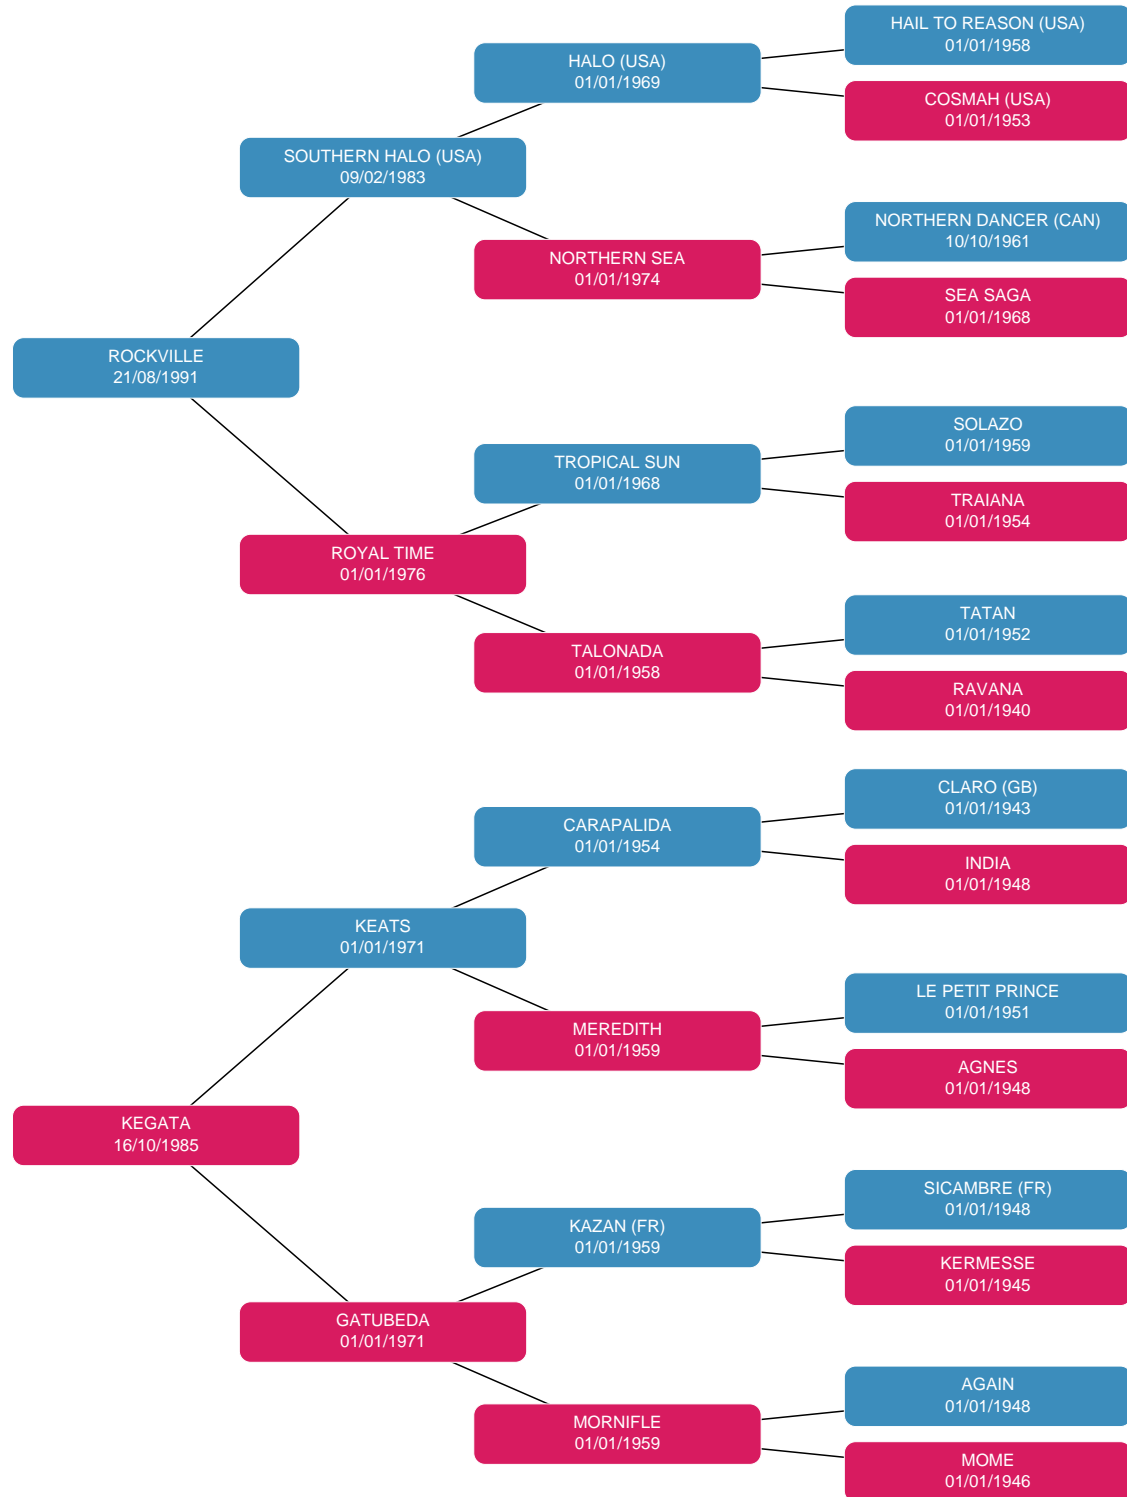 HAIL TO REASON (USA)
01/01/1958
HALO (USA)
01/01/1969
COSMAH (USA)
01/01/1953
SOUTHERN HALO (USA)
09/02/1983
NORTHERN DANCER (CAN)
10/10/1961
NORTHERN SEA
01/01/1974
SEA SAGA
01/01/1968
ROCKVILLE
21/08/1991
SOLAZO
01/01/1959
TROPICAL SUN
01/01/1968
TRAIANA
01/01/1954
ROYAL TIME
01/01/1976
TATAN
01/01/1952
TALONADA
01/01/1958
RAVANA
01/01/1940
CLARO (GB)
01/01/1943
CARAPALIDA
01/01/1954
INDIA
01/01/1948
KEATS
01/01/1971
LE PETIT PRINCE
01/01/1951
MEREDITH
01/01/1959
AGNES
01/01/1948
KEGATA
16/10/1985
SICAMBRE (FR)
01/01/1948
KAZAN (FR)
01/01/1959
KERMESSE
01/01/1945
GATUBEDA
01/01/1971
AGAIN
01/01/1948
MORNIFLE
01/01/1959
MOME
01/01/1946